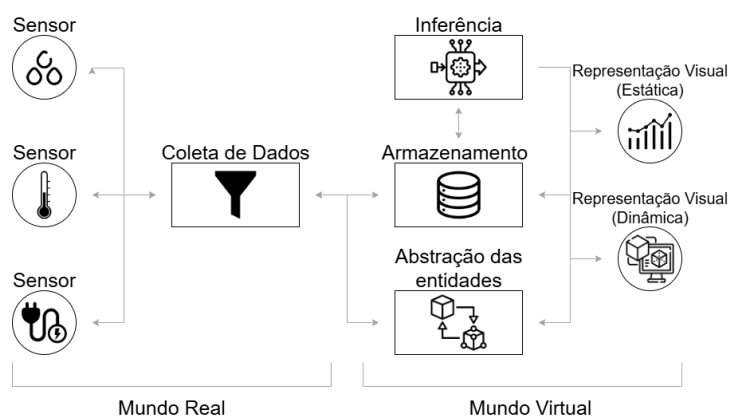 Sensor
Inferência
Representação Visual
(Estática)
Sensor
Coleta de Dados
Armazenamento
Representação Visual
(Dinâmica)
Sensor
Abstração das
entidades
Mundo Real
Mundo Virtual